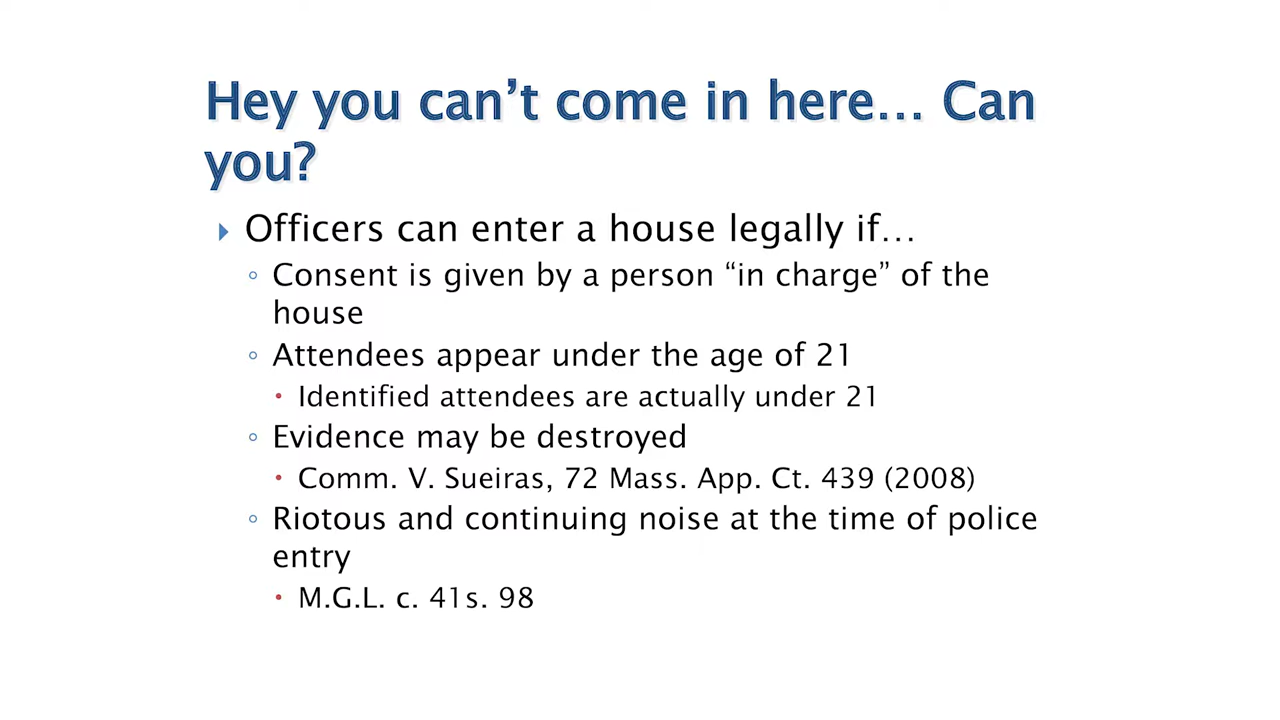 Hey you can’t come in here… Can
you?
Officers can enter a house legally if…
Consent is given by a person “in charge” of the
house
Attendees appear under the age of 21
Identified attendees are actually under 21
Evidence may be destroyed
Comm. V. Sueiras, 72 Mass. App. Ct. 439 (2008)
Riotous and continuing noise at the time of police
entry
M.G.L. c. 41s. 98